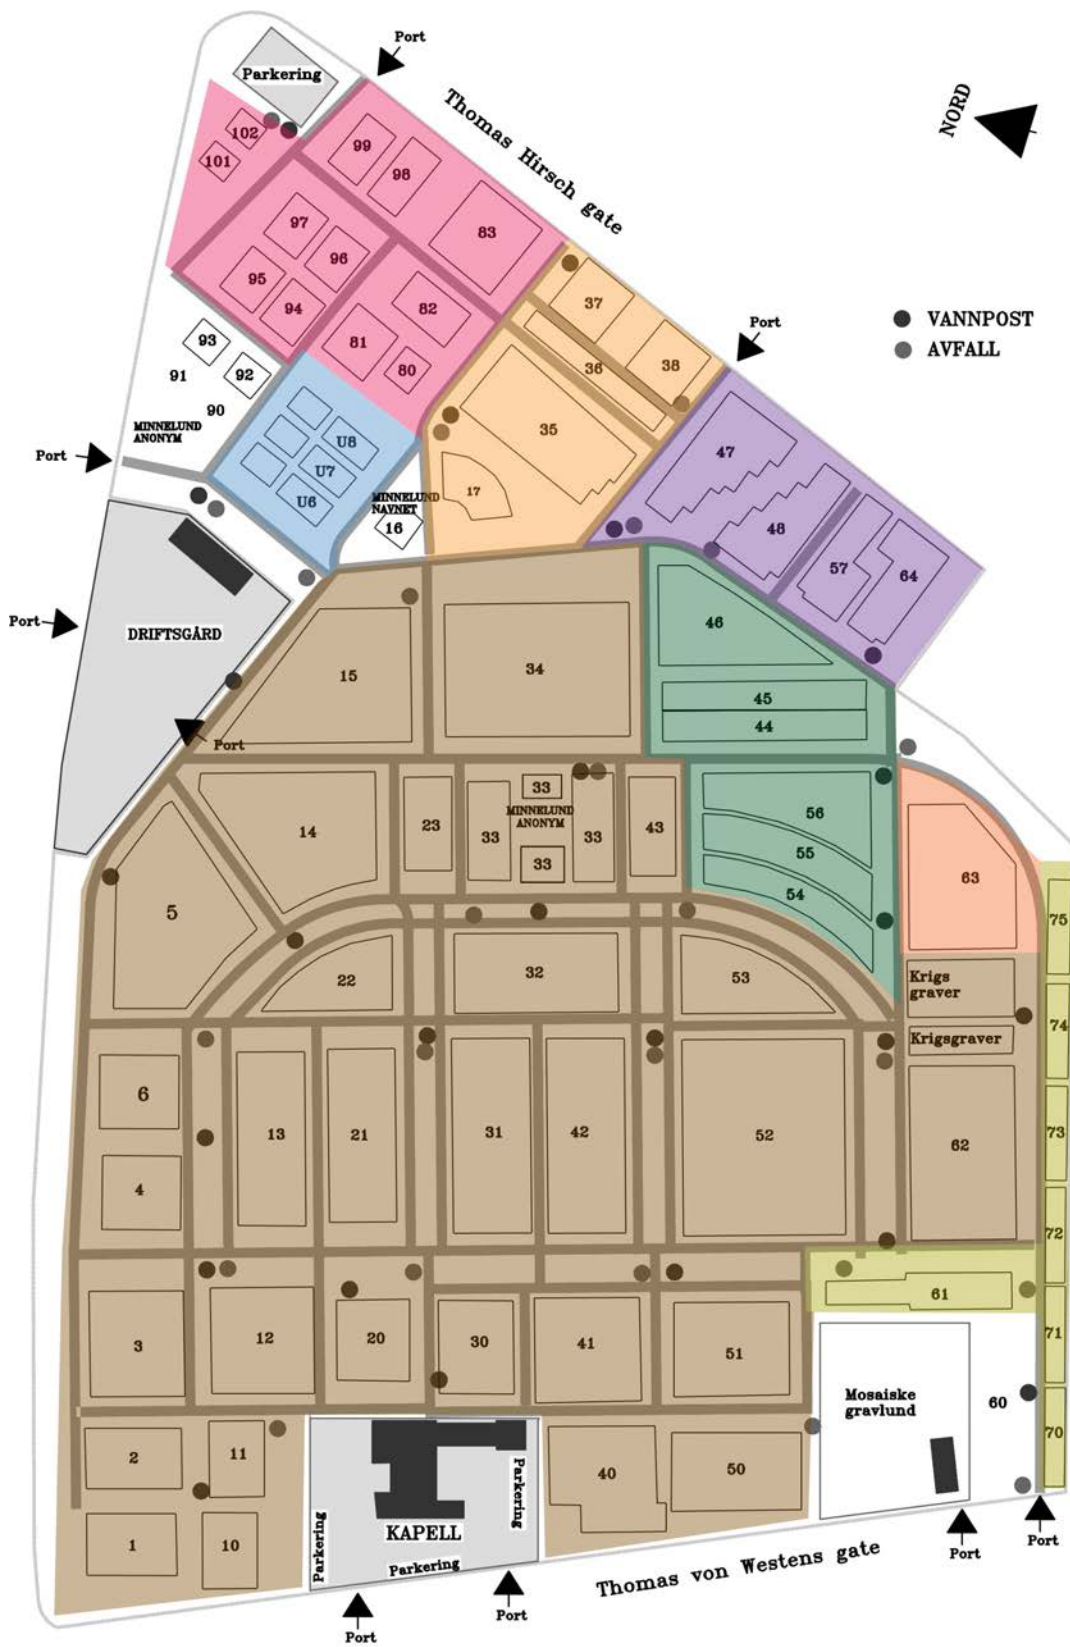 Port
Parkering
Thomas Hirsch gate
NORD
102
101
99
98
97
96
83
95
94
82
81
80
37
38
36
35
17
VANNPOST
AVFALL
Port
93
92
91
90
MINNELUND
ANONYM
Port
U8
U7
U6
MINNELUND
NAVNET
16
47
48
57
64
Port
DRIFTSGÅRD
Port
15
34
46
45
44
14
23
33
33
MINNELUND
ANONYM
33
33
43
56
55
54
63
75
5
22
32
53
Krigs
graver
Krigsgraver
74
6
13
21
31
42
52
62
73
4
72
61
71
3
12
20
30
41
51
Mosaiske
gravlund
60
70
2
11
40
50
1
10
KAPELL
Parkering
Parkering
Parkering
Thomas von Westens gate
Port
Port
Port
Port